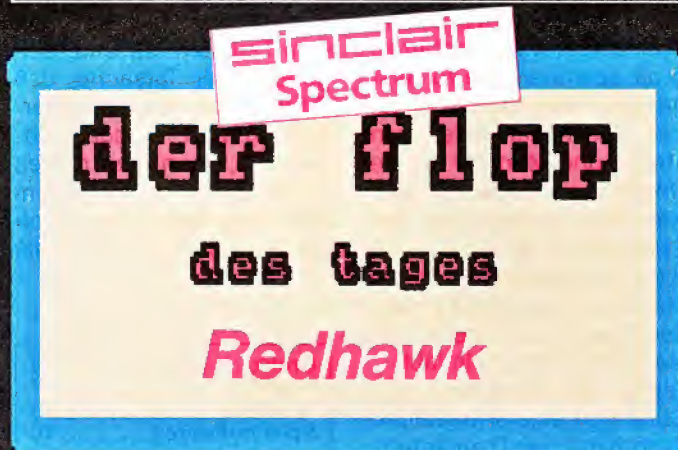 sinclair
Spectrum
der flop
des tages
Redhawk